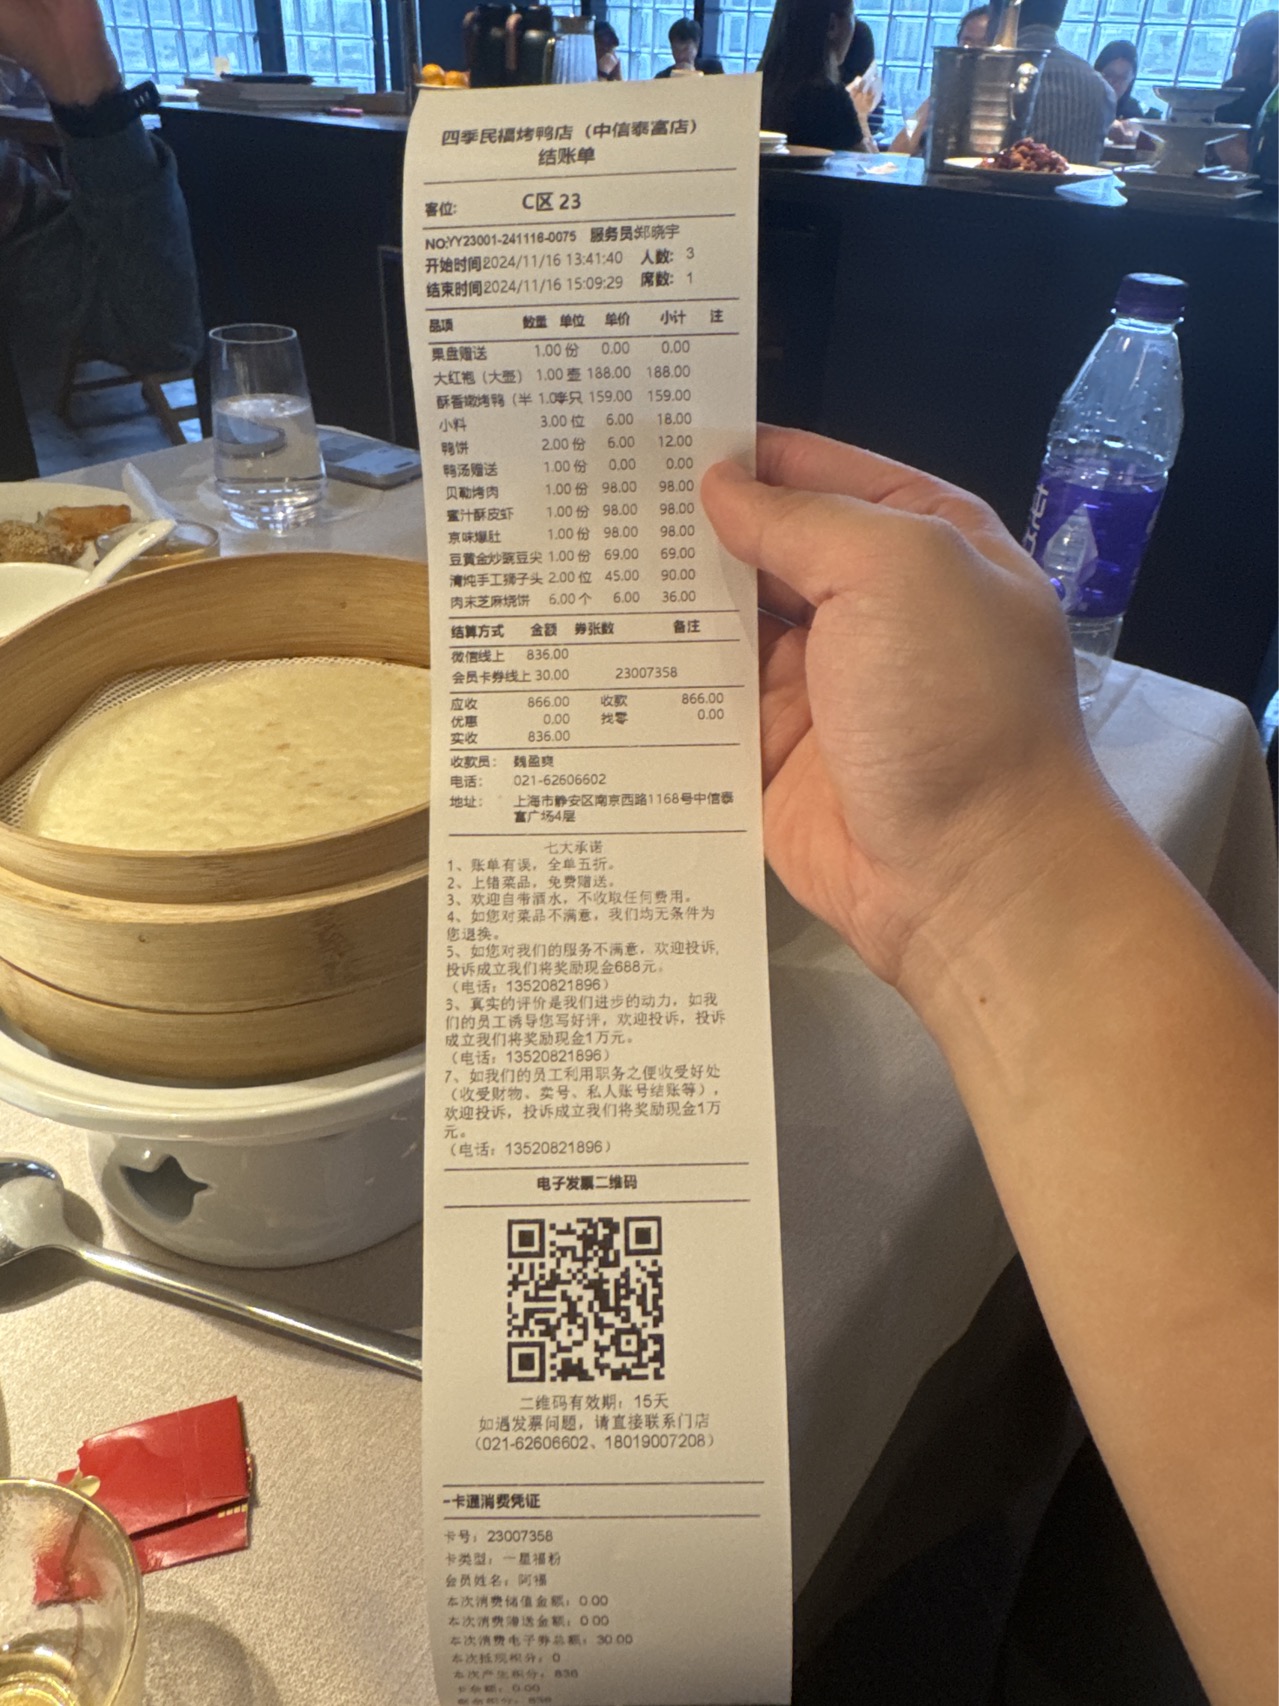 四季民福烤鸭店（中信泰富店）
结账单
客位: C区 23
NO:YY23001-241116-0075 服务员:郑晓宇
开始时间2024/11/16 13:41:40 人数: 3
结束时间2024/11/16 15:09:29 席数: 1
品项 数量 单位 单价 小计 注
果盘赠送 1.00 份 0.00 0.00
大红袍（大壶） 1.00 壶 188.00 188.00
酥香嫩烤鸭（半 1.0半只 159.00 159.00
小料 3.00 位 6.00 18.00
鸭饼 2.00 份 6.00 12.00
鸭汤赠送 1.00 份 0.00 0.00
贝勒烤肉 1.00 份 98.00 98.00
蜜汁酥皮虾 1.00 份 98.00 98.00
京味爆肚 1.00 份 98.00 98.00
豆黄金炒豌豆尖 1.00 份 69.00 69.00
清炖手工狮子头 2.00 位 45.00 90.00
肉末芝麻烧饼 6.00 个 6.00 36.00
结算方式 金额 券张数 备注
微信线上 836.00
会员卡券线上 30.00 23007358
应收 866.00 收款 866.00
优惠 0.00 找零 0.00
实收 836.00
收款员: 魏盈爽
电话: 021-62606602
地址: 上海市静安区南京西路1168号中信泰
富广场4层
七大承诺
1、账单有误，全单五折。
2、上错菜品，免费赠送。
3、欢迎自带酒水，不收取任何费用。
4、如您对菜品不满意，我们均无条件为
您退换。
5、如您对我们的服务不满意，欢迎投诉，
投诉成立我们将奖励现金688元。
（电话：13520821896）
6、真实的评价是我们进步的动力，如我
们的员工诱导您写好评，欢迎投诉，投诉
成立我们将奖励现金1万元。
（电话：13520821896）
7、如我们的员工利用职务之便收受好处
（收受财物、卖号、私人账号结账等），
欢迎投诉，投诉成立我们将奖励现金1万
元。
（电话：13520821896）
电子发票二维码
二维码有效期：15天
如遇发票问题，请直接联系门店
（021-62606602、18019007208）
一卡通消费凭证
卡号：23007358
卡类型：一星福粉
会员姓名：阿福
本次消费储值金额：0.00
本次消费赠送金额：0.00
本次消费电子券总额：30.00
本次抵现积分：0
本次产生积分：836
卡余额：0.00